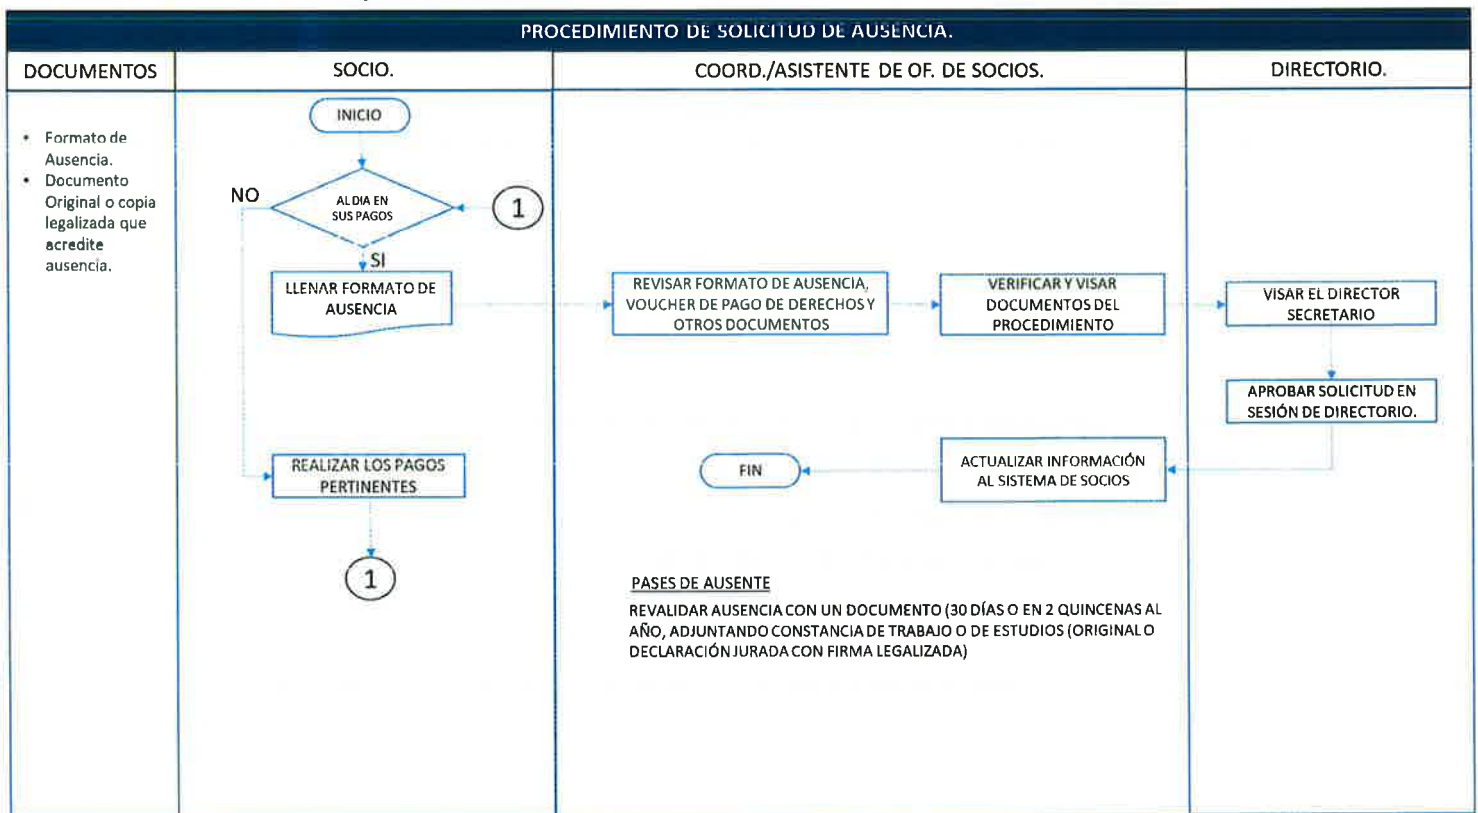 PROCEDIMIENTO DE SOLICITUD DE AUSENCIA.
DOCUMENTOS
SOCIO.
COORD./ASISTENTE DE OF. DE SOCIOS.
DIRECTORIO.
• Formato de
Ausencia.
• Documento
Original o copia
legalizada que
acredite
ausencia.
INICIO
NO
AL DIA EN
SUS PAGOS
1
SI
LLENAR FORMATO DE
AUSENCIA
REVISAR FORMATO DE AUSENCIA,
VOUCHER DE PAGO DE DERECHOS Y
OTROS DOCUMENTOS
VERIFICAR Y VISAR
DOCUMENTOS DEL
PROCEDIMIENTO
VISAR EL DIRECTOR
SECRETARIO
APROBAR SOLICITUD EN
SESIÓN DE DIRECTORIO.
REALIZAR LOS PAGOS
PERTINENTES
FIN
ACTUALIZAR INFORMACIÓN
AL SISTEMA DE SOCIOS
1
PASES DE AUSENTE
REVALIDAR AUSENCIA CON UN DOCUMENTO (30 DÍAS O EN 2 QUINCENAS AL
AÑO, ADJUNTANDO CONSTANCIA DE TRABAJO O DE ESTUDIOS (ORIGINAL O
DECLARACIÓN JURADA CON FIRMA LEGALIZADA)